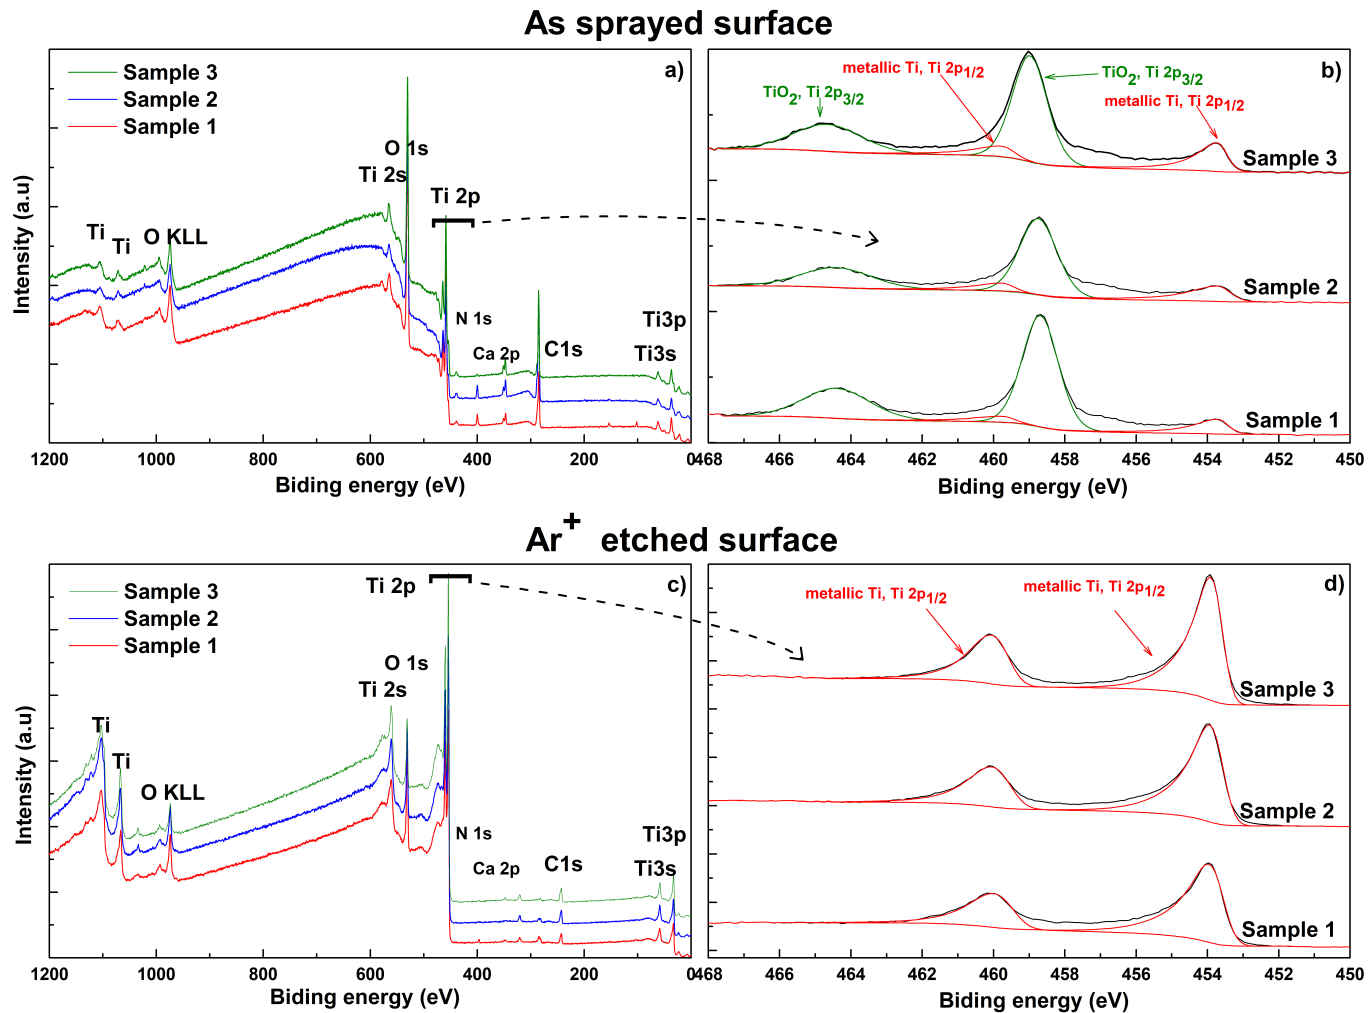 As sprayed surface
a)
Sample 3
Sample 2
Sample 1
O 1s
Ti 2s
Ti 2p
Ti
Ti
O KLL
N 1s
Ca 2p
C1s
Ti3p
Ti3s
Intensity (a.u)
1200 1000 800 600 400 200 0
Biding energy (eV)
b)
metallic Ti, Ti 2p1/2
TiO2, Ti 2p3/2
TiO2, Ti 2p3/2
metallic Ti, Ti 2p1/2
Sample 3
Sample 2
Sample 1
468 466 464 462 460 458 456 454 452 450
Binding energy (eV)
Ar+ etched surface
c)
Sample 3
Sample 2
Sample 1
Ti 2p
O 1s
Ti 2s
Ti
Ti
O KLL
N 1s
Ca 2p
C1s
Ti3p
Ti3s
Intensity (a.u)
1200 1000 800 600 400 200 0
Biding energy (eV)
d)
metallic Ti, Ti 2p1/2
metallic Ti, Ti 2p1/2
Sample 3
Sample 2
Sample 1
468 466 464 462 460 458 456 454 452 450
Binding energy (eV)